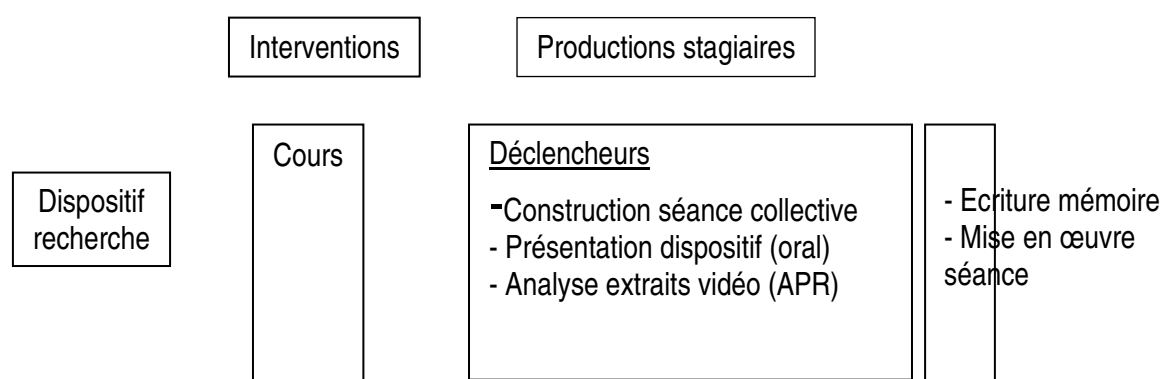 Interventions
Productions stagiaires
Dispositif
recherche
Cours
Déclencheurs
-Construction séance collective
- Présentation dispositif (oral)
- Analyse extraits vidéo (APR)
- Ecriture mémoire
- Mise en œuvre
séance